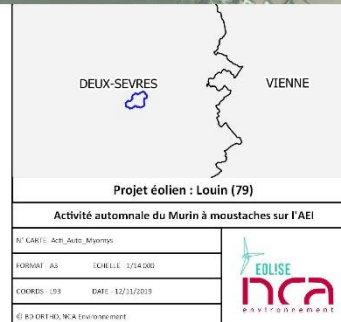 DEUX-SEVRES
VIENNE
Projet éolien : Louin (79)
Activité automnale du Murin à moustaches sur l'AEI
N° CARTE Acti_Auto_Myomys
FORMAT A3 ECHELLE 1/14 000
COORDS L93 DATE 12/11/2019
© BD ORTHO, NCA Environnement
EOLISE
nca
environnement